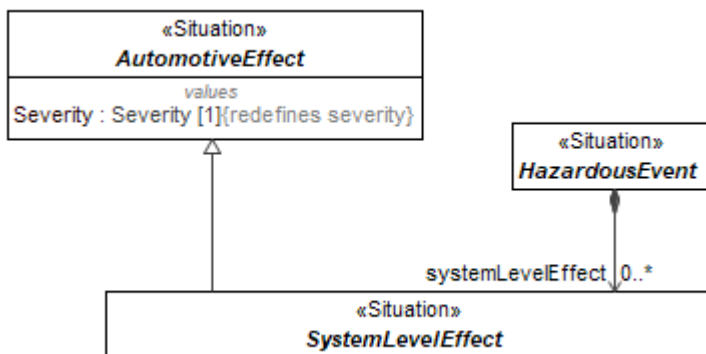 «Situation»
AutomotiveEffect
values
Severity : Severity [1]{redefines severity}
«Situation»
HazardousEvent
systemLevelEffect 0..*
«Situation»
SystemLevelEffect